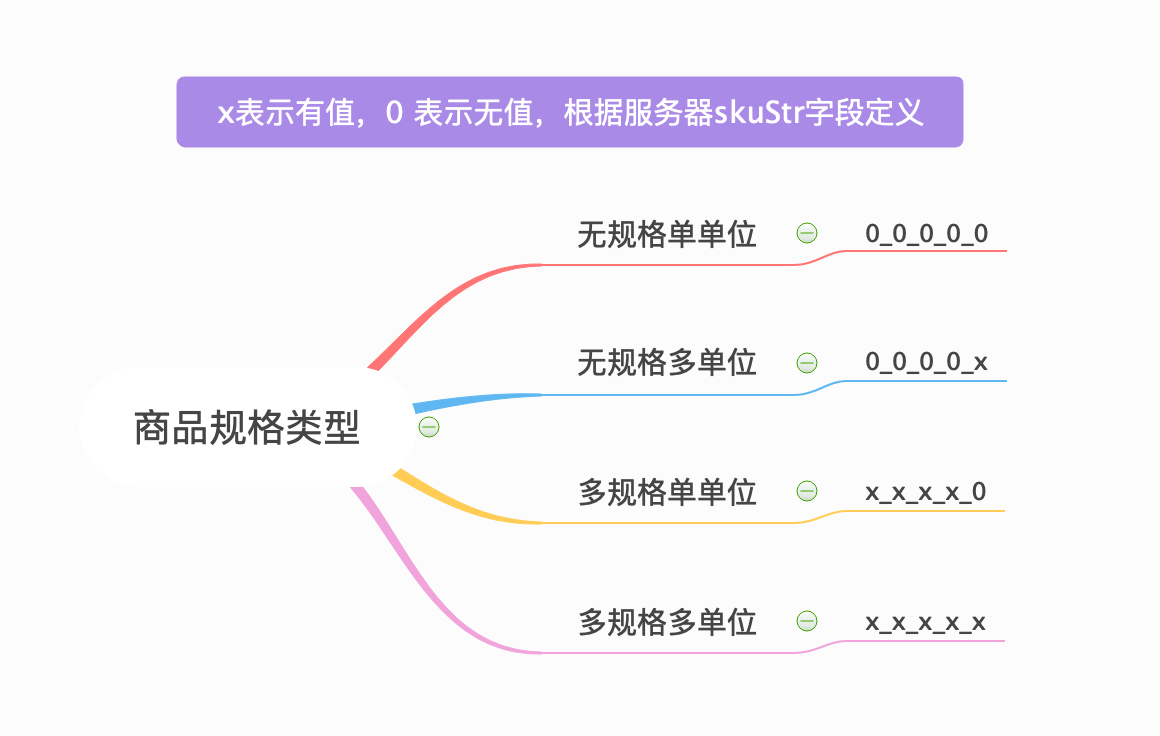 x表示有值，0 表示无值，根据服务器skuStr字段定义
无规格单单位
0_0_0_0_0
无规格多单位
0_0_0_0_x
商品规格类型
多规格单单位
x_x_x_x_0
多规格多单位
x_x_x_x_x